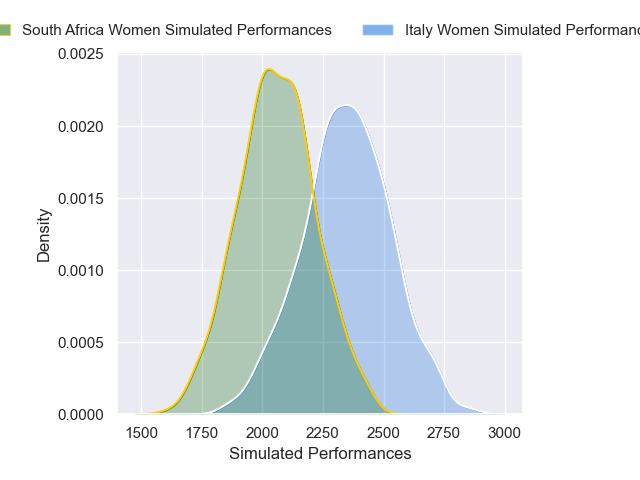 South Africa Women Simulated Performances Italy Women Simulated
0.0025
0.0020
0.0015
0.0010
0.0005
0.0000
Density
1500 1750 2000 2250 2500 2750 3000
Simulated Performances